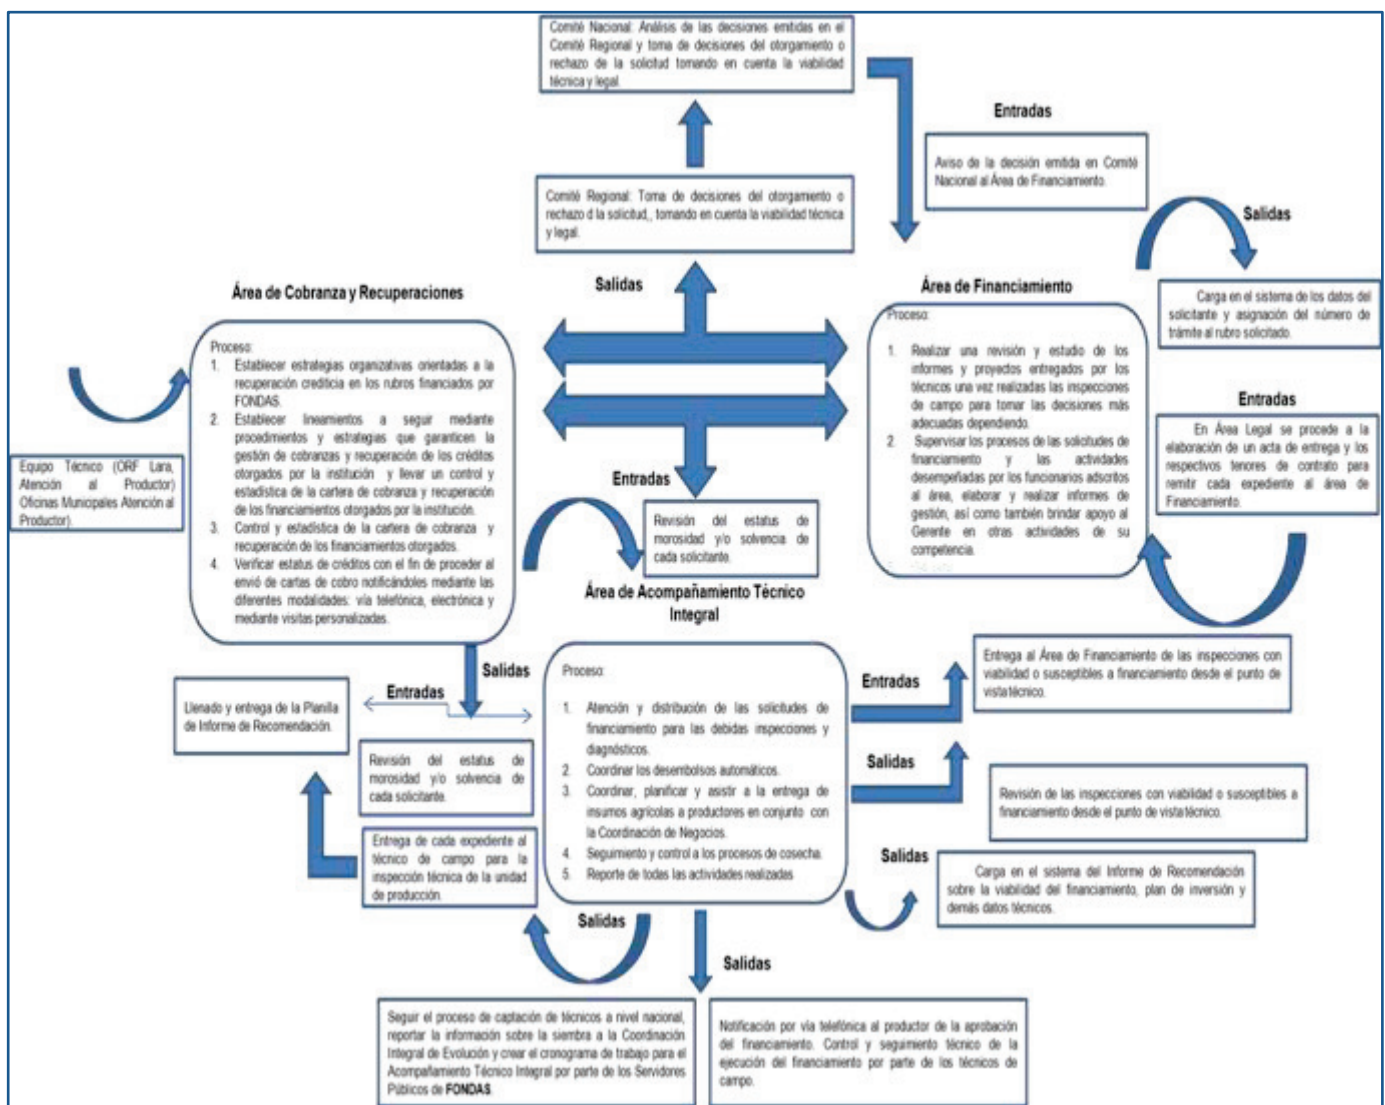 Comité Nacional: Análisis de las decisiones emitidas en el
Comité Regional y toma de decisiones del otorgamiento o
rechazo de la solicitud tomando en cuenta la viabilidad
técnica y legal.
Entradas
Aviso de la decisión emitida en Comité
Nacional al Área de Financiamiento.
Comité Regional: Toma de decisiones del otorgamiento o
rechazo d la solicitud,, tomando en cuenta la viabilidad técnica
y legal.
Salidas
Salidas
Carga en el sistema de los datos del
solicitante y asignación del número de
trámite al rubro solicitado.
Área de Cobranza y Recuperaciones
Proceso:
1. Establecer estrategias organizativas orientadas a la
recuperación crediticia en los rubros financiados por
FONDAS.
2. Establecer lineamientos a seguir mediante
procedimientos y estrategias que garanticen la
gestión de cobranzas y recuperación de los créditos
otorgados por la institución y llevar un control y
estadística de la cartera de cobranza y recuperación
de los financiamientos otorgados por la institución.
3. Control y estadística de la cartera de cobranza y
recuperación de los financiamientos otorgados.
4. Verificar estatus de créditos con el fin de proceder al
envió de cartas de cobro notificándoles mediante las
diferentes modalidades: vía telefónica, electrónica y
mediante visitas personalizadas.
Equipo Técnico (ORF Lara,
Atención al Productor)
Oficinas Municipales Atención al
Productor).
Área de Financiamiento
Proceso:
1. Realizar una revisión y estudio de los
informes y proyectos entregados por los
técnicos una vez realizadas las inspecciones
de campo para tomar las decisiones más
adecuadas dependiendo.
2. Supervisar los procesos de las solicitudes de
financiamiento y las actividades
desempeñadas por los funcionarios adscritos
al área, elaborar y realizar informes de
gestión, así como también brindar apoyo al
Gerente en otras actividades de su
competencia.
Entradas
En Área Legal se procede a la
elaboración de un acta de entrega y los
respectivos tenores de contrato para
remitir cada expediente al área de
Financiamiento.
Entradas
Revisión del estatus de
morosidad y/o solvencia de
cada solicitante.
Área de Acompañamiento Técnico
Integral
Proceso:
1. Atención y distribución de las solicitudes de
financiamiento para las debidas inspecciones y
diagnósticos.
2. Coordinar los desembolsos automáticos.
3. Coordinar, planificar y asistir a la entrega de
insumos agrícolas a productores en conjunto con
la Coordinación de Negocios.
4. Seguimiento y control a los procesos de cosecha.
5. Reporte de todas las actividades realizadas
Salidas
Entradas
Llenado y entrega de la Planilla
de Informe de Recomendación.
Revisión del estatus de
morosidad y/o solvencia de
cada solicitante.
Entrega de cada expediente al
técnico de campo para la
inspección técnica de la unidad
de producción.
Entradas
Entrega al Área de Financiamiento de las inspecciones con
viabilidad o susceptibles a financiamiento desde el punto de
vista técnico.
Salidas
Revisión de las inspecciones con viabilidad o susceptibles a
financiamiento desde el punto de vista técnico.
Salidas
Carga en el sistema del Informe de Recomendación
sobre la viabilidad del financiamiento, plan de inversión y
demás datos técnicos.
Salidas
Salidas
Seguir el proceso de captación de técnicos a nivel nacional,
reportar la información sobre la siembra a la Coordinación
Integral de Evolución y crear el cronograma de trabajo para el
Acompañamiento Técnico Integral por parte de los Servidores
Públicos de FONDAS.
Notificación por vía telefónica al productor de la aprobación
del financiamiento. Control y seguimiento técnico de la
ejecución del financiamiento por parte de los técnicos de
campo.